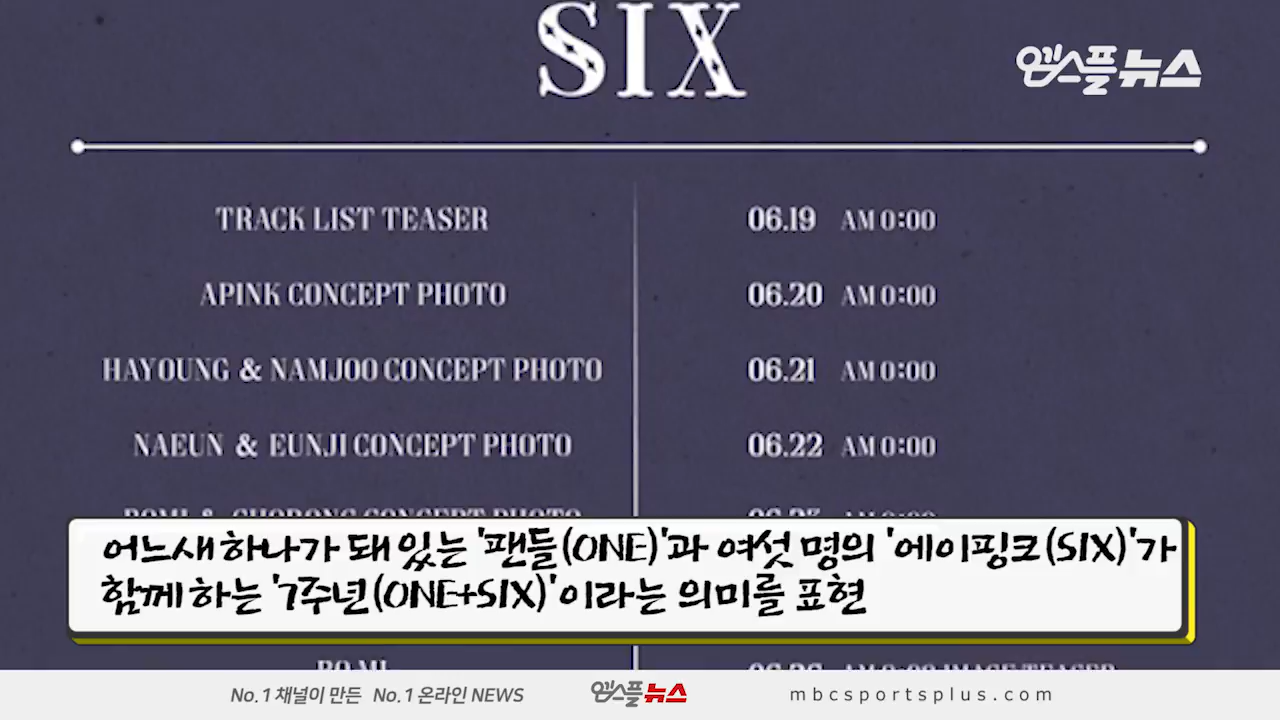 SIX
엠스플뉴스
TRACK LIST TEASER 06.19 AM 0:00
APINK CONCEPT PHOTO 06.20 AM 0:00
HAYOUNG & NAMJOO CONCEPT PHOTO 06.21 AM 0:00
NAEUN & EUNJI CONCEPT PHOTO 06.22 AM 0:00
BOMI & CHORONG CONCEPT PHOTO
어느새 하나가 돼 있는 '팬들(ONE)'과 여섯 명의 '에이핑크(SIX)'가
함께 하는 '7주년(ONE+SIX)'이라는 의미를 표현
BOMI
No.1 채널이 만든 No.1 온라인 NEWS 엠스플뉴스 mbcsportsplus.com